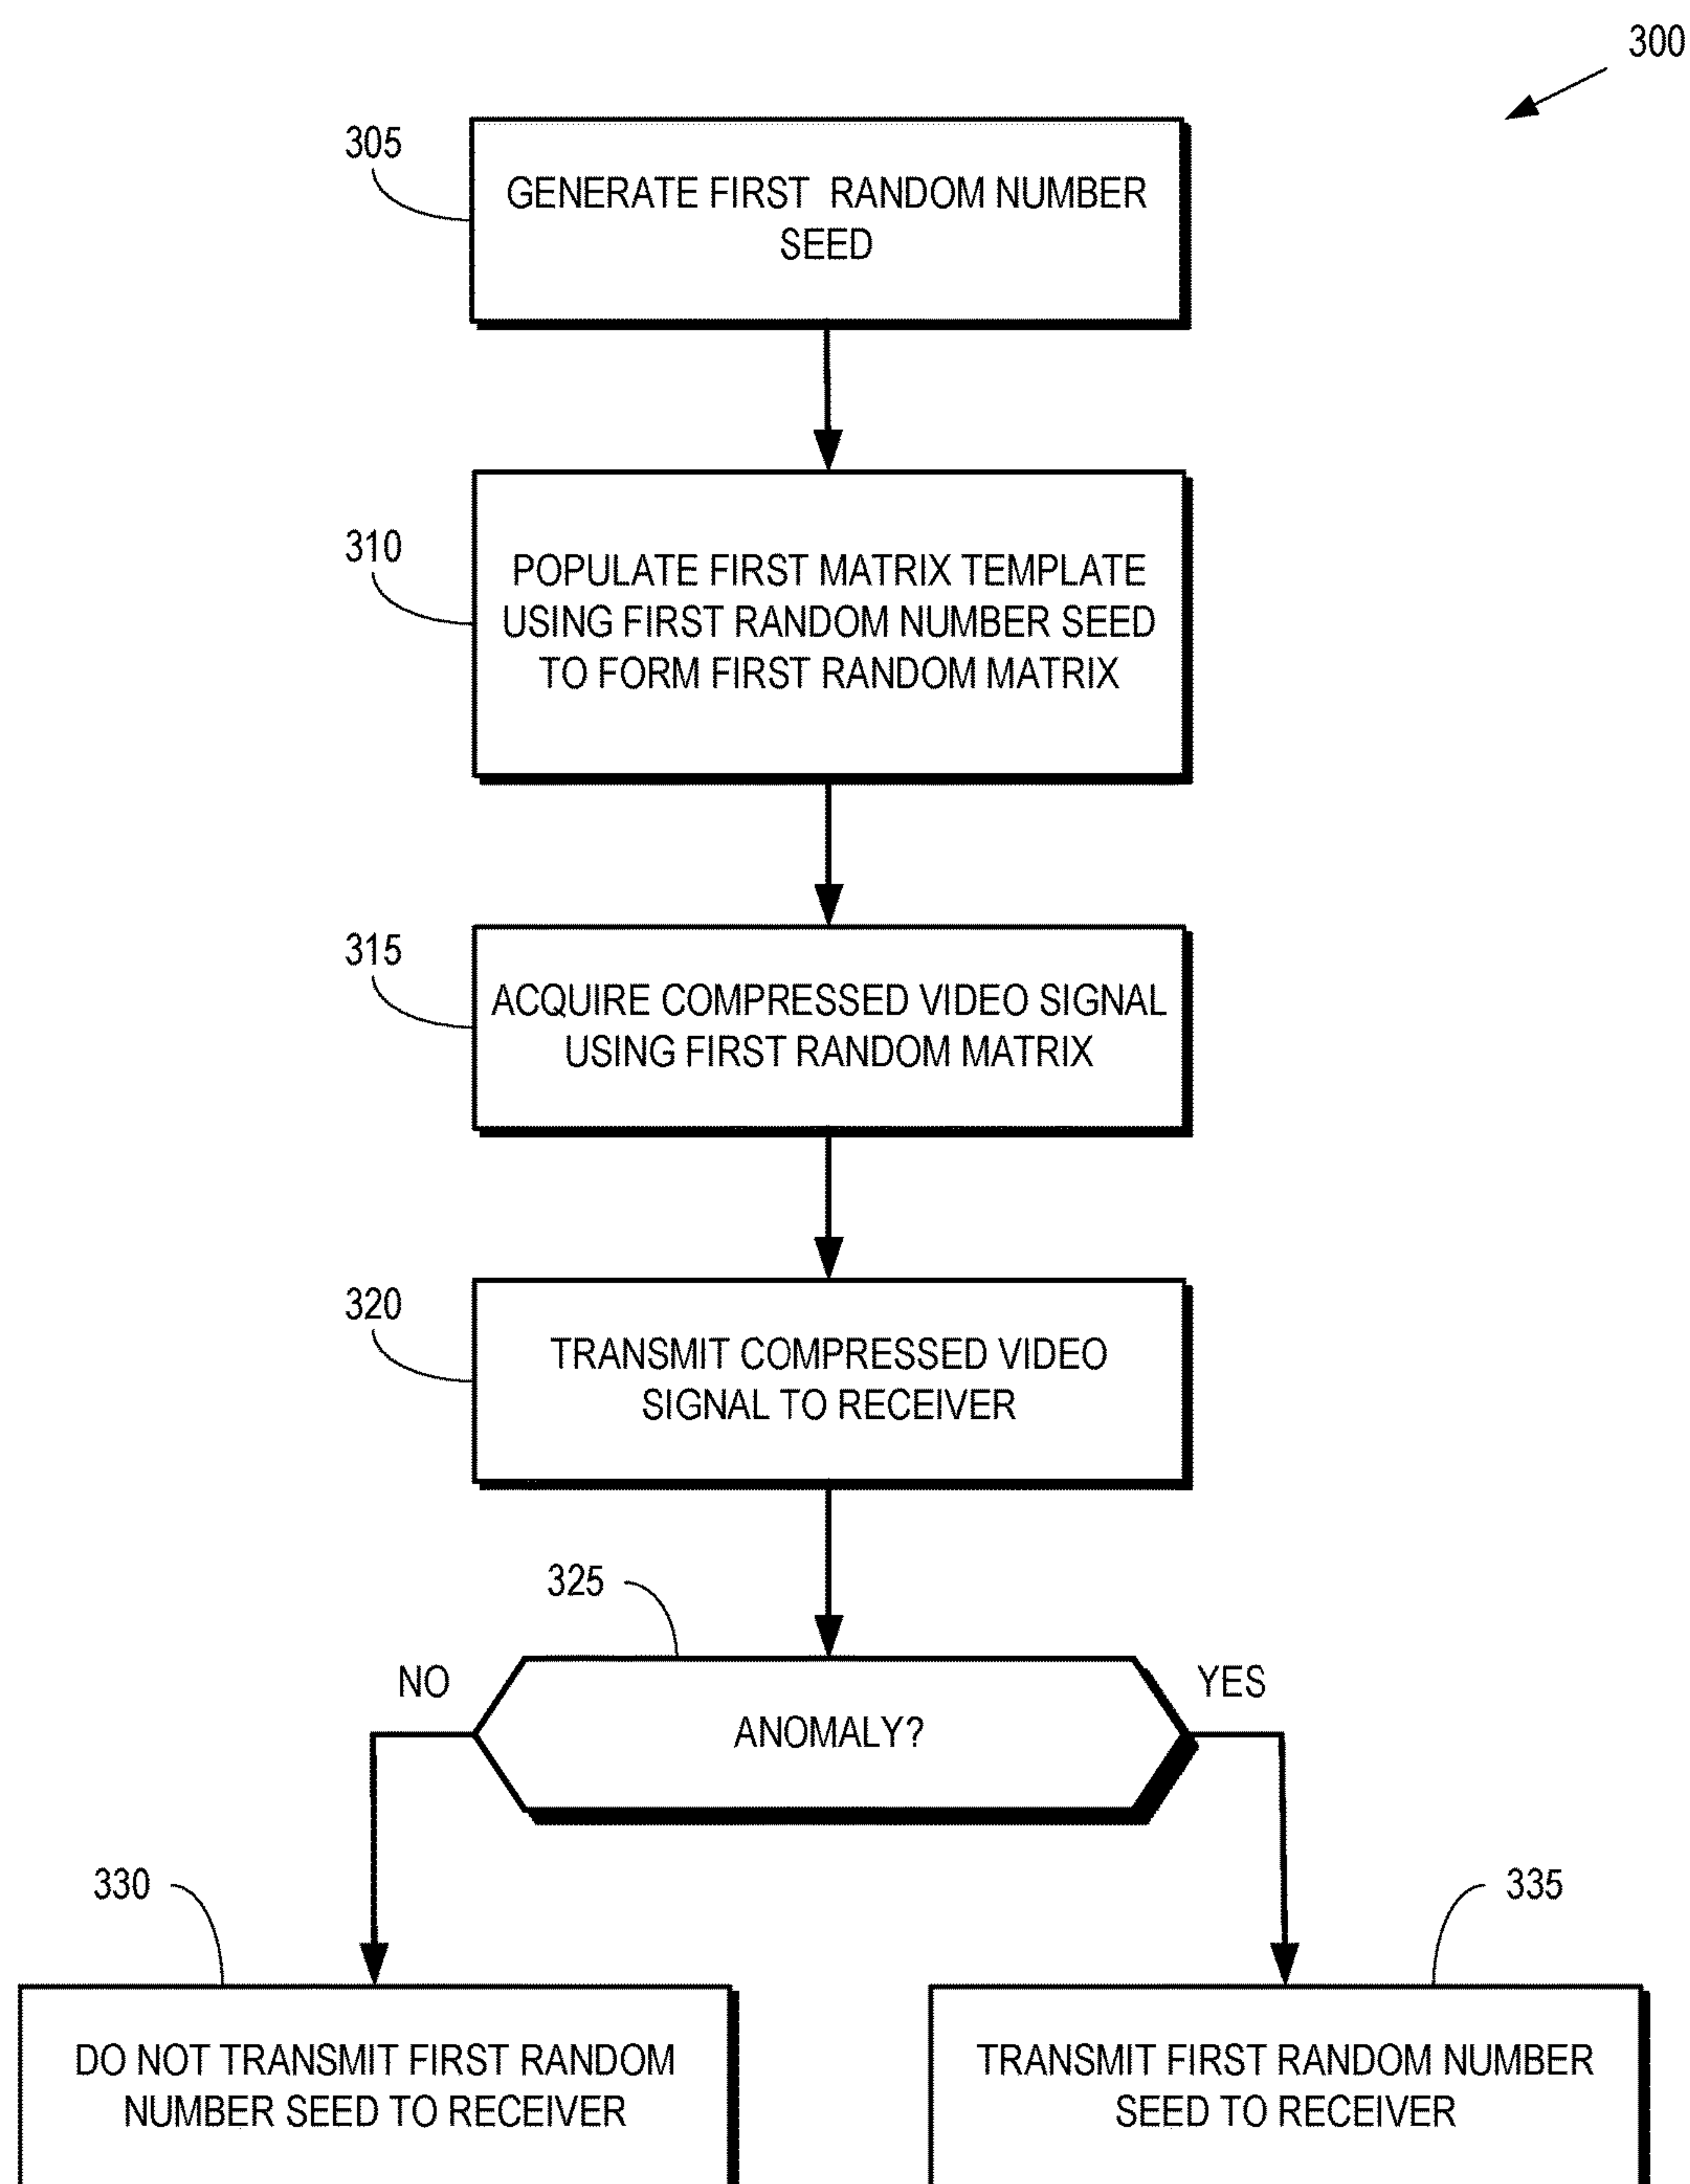 300
305
GENERATE FIRST RANDOM NUMBER
SEED
310
POPULATE FIRST MATRIX TEMPLATE
USING FIRST RANDOM NUMBER SEED
TO FORM FIRST RANDOM MATRIX
315
ACQUIRE COMPRESSED VIDEO SIGNAL
USING FIRST RANDOM MATRIX
320
TRANSMIT COMPRESSED VIDEO
SIGNAL TO RECEIVER
325
NO
YES
ANOMALY?
330
335
DO NOT TRANSMIT FIRST RANDOM
NUMBER SEED TO RECEIVER
TRANSMIT FIRST RANDOM NUMBER
SEED TO RECEIVER